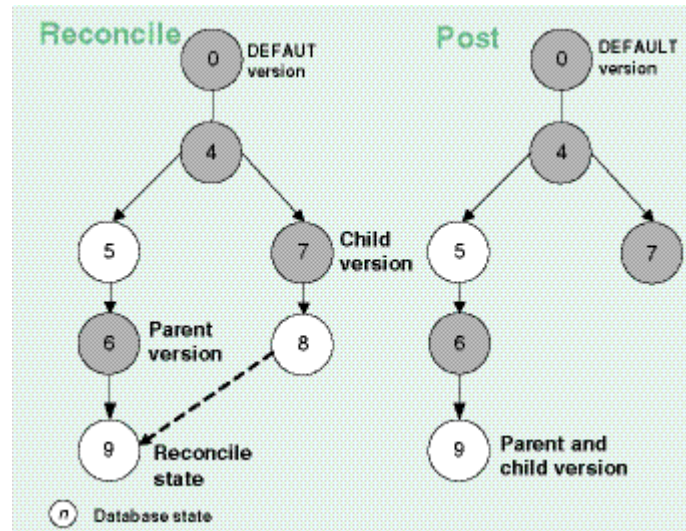 Reconcile
0
DEFAUT
version
4
5
7
Child
version
6
Parent
version
8
9
Reconcile
state
n
Database state
Post
0
DEFAULT
version
4
5
7
6
9
Parent and
child version